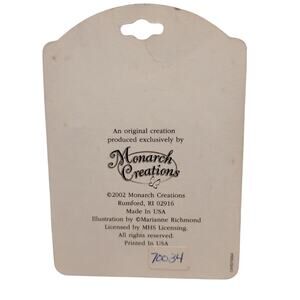 An original creation
produced exclusively by
Monarch
Creations
©2002 Monarch Creations
Rumford, RI 02916
Made In USA
Illustration by ©Marianne Richmond
Licensed by MHS Licensing.
All rights reserved.
Printed In USA
70034